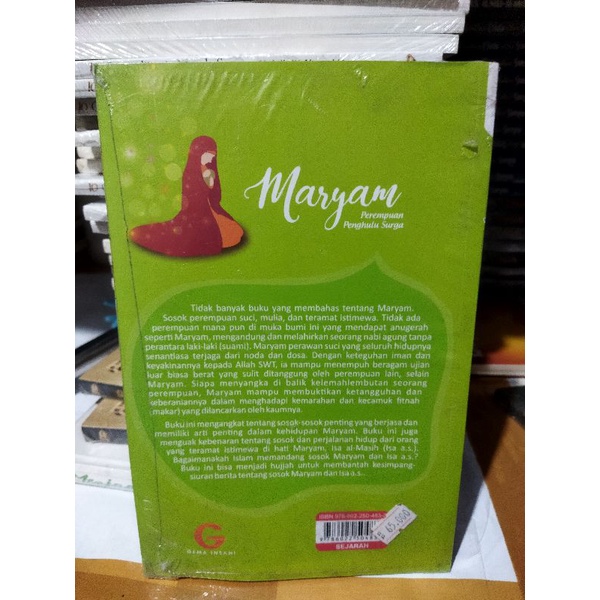 Maryam
Perempuan
Penghulu Surga
Tidak banyak buku yang membahas tentang Maryam.
Sosok perempuan suci, mulia, dan teramat istimewa. Tidak ada
perempuan mana pun di muka bumi ini yang mendapat anugerah
seperti Maryam, mengandung dan melahirkan seorang nabi agung tanpa
perantara laki-laki (suami). Maryam perawan suci yang seluruh hidupnya
senantiasa terjaga dari noda dan dosa. Dengan keteguhan iman dan
keyakinannya kepada Allah SWT, ia mampu menempuh beragam ujian
luar biasa berat yang sulit ditanggung oleh perempuan lain, selain
Maryam. Siapa menyangka di balik kelemahlembutan seorang
perempuan, Maryam mampu membuktikan ketangguhan dan
keberaniannya dalam menghadapi kemarahan dan kecamuk fitnah
(makar) yang dilancarkan oleh kaumnya.
Buku ini mengangkat tentang sosok-sosok penting yang berjasa dan
memiliki arti penting dalam kehidupan Maryam. Buku ini juga
menguak kebenaran tentang sosok dan perjalanan hidup dari orang
yang teramat istimewa di hati Maryam, Isa al-Masih (Isa a.s.).
Bagaimanakah Islam memandang sosok Maryam dan Isa a.s.?
Buku ini bisa menjadi hujjah untuk membantah kesimpang-
siuran berita tentang sosok Maryam dan Isa a.s..
G
GEMA INSANI
ISBN
65.000
SEJARAH